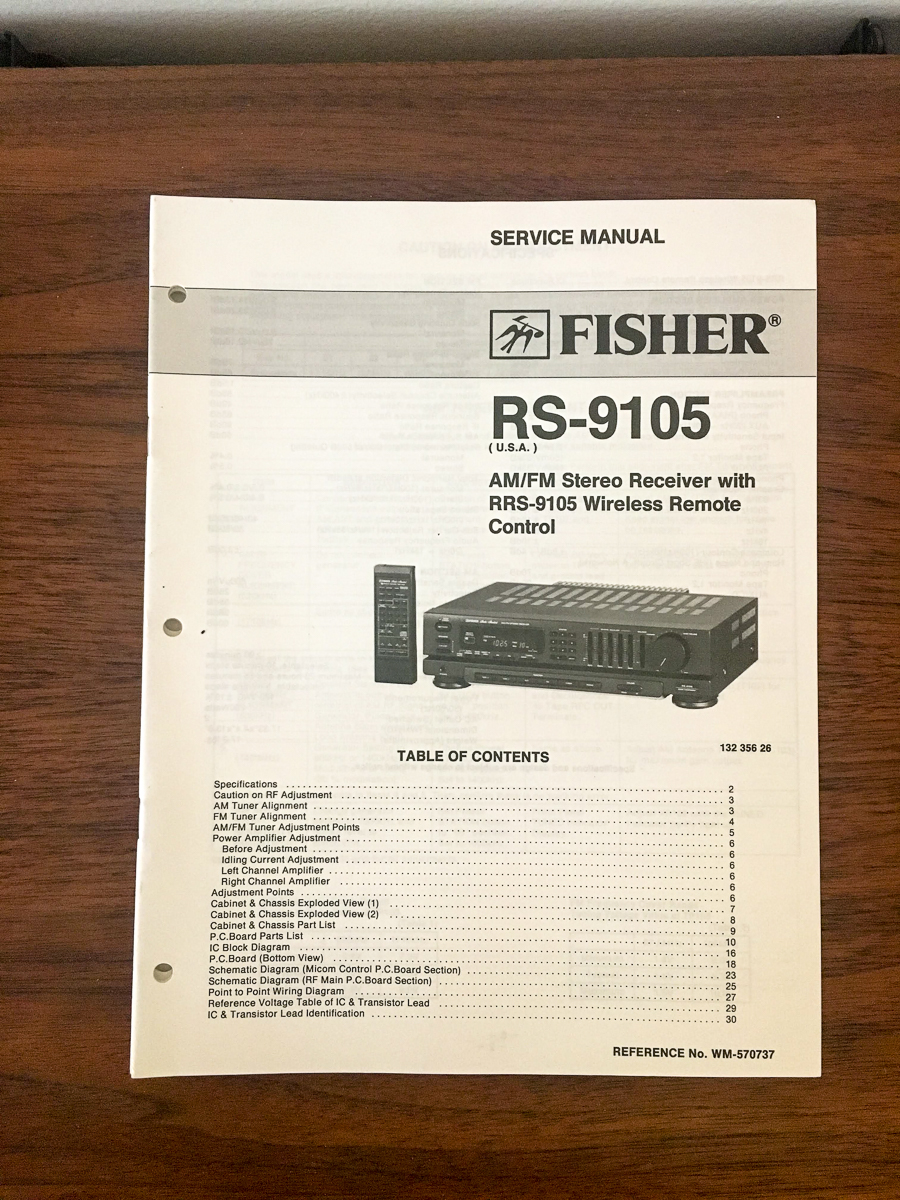 SERVICE MANUAL
FISHER®
RS-9105
( U.S.A. )
AM/FM Stereo Receiver with
RRS-9105 Wireless Remote
Control
132 356 26
TABLE OF CONTENTS
Specifications 2
Caution on RF Adjustment 3
AM Tuner Alignment 3
FM Tuner Alignment 4
AM/FM Tuner Adjustment Points 5
Power Amplifier Adjustment 6
Before Adjustment 6
Idling Current Adjustment 6
Left Channel Amplifier 6
Right Channel Amplifier 6
Adjustment Points 6
Cabinet & Chassis Exploded View (1) 7
Cabinet & Chassis Exploded View (2) 8
Cabinet & Chassis Part List 9
P.C.Board Parts List 10
IC Block Diagram 16
P.C.Board (Bottom View) 18
Schematic Diagram (Micom Control P.C.Board Section) 23
Schematic Diagram (RF Main P.C.Board Section) 25
Point to Point Wiring Diagram 27
Reference Voltage Table of IC & Transistor Lead 29
IC & Transistor Lead Identification 30
REFERENCE No. WM-570737